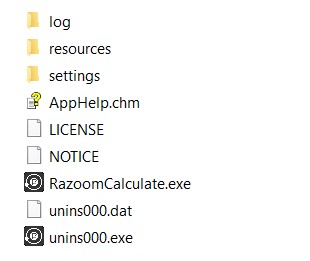 log
resources
settings
AppHelp.chm
LICENSE
NOTICE
RazoomCalculate.exe
unins000.dat
unins000.exe